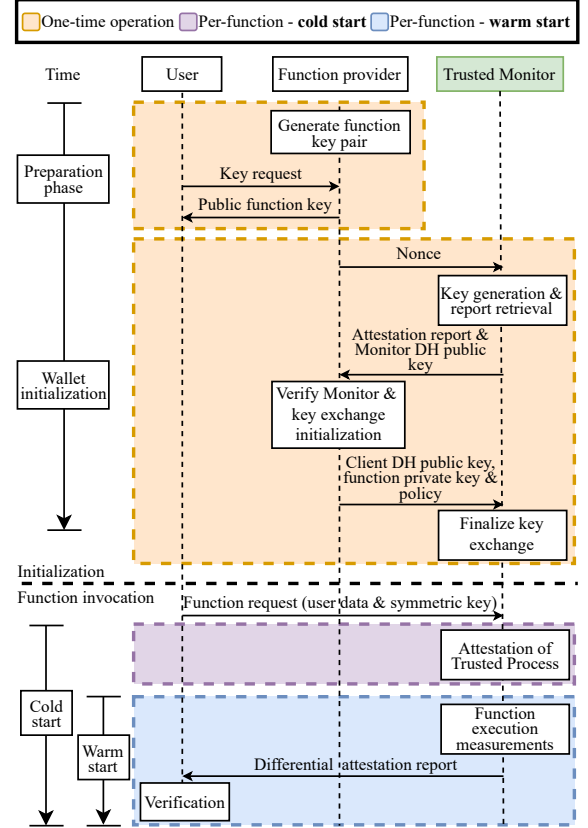 One-time operation Per-function - cold start Per-function - warm start
Time User Function provider Trusted Monitor
Generate function
key pair
Preparation
phase
Key request
Public function key
Nonce
Key generation &
report retrieval
Attestation report &
Monitor DH public
key
Wallet
initialization
Verify Monitor &
key exchange
initialization
Client DH public key,
function private key &
policy
Finalize key
exchange
Initialization
Function invocation
Function request (user data & symmetric key)
Attestation of
Trusted Process
Cold
start
Function
execution
measurements
Warm
start
Differential attestation report
Verification